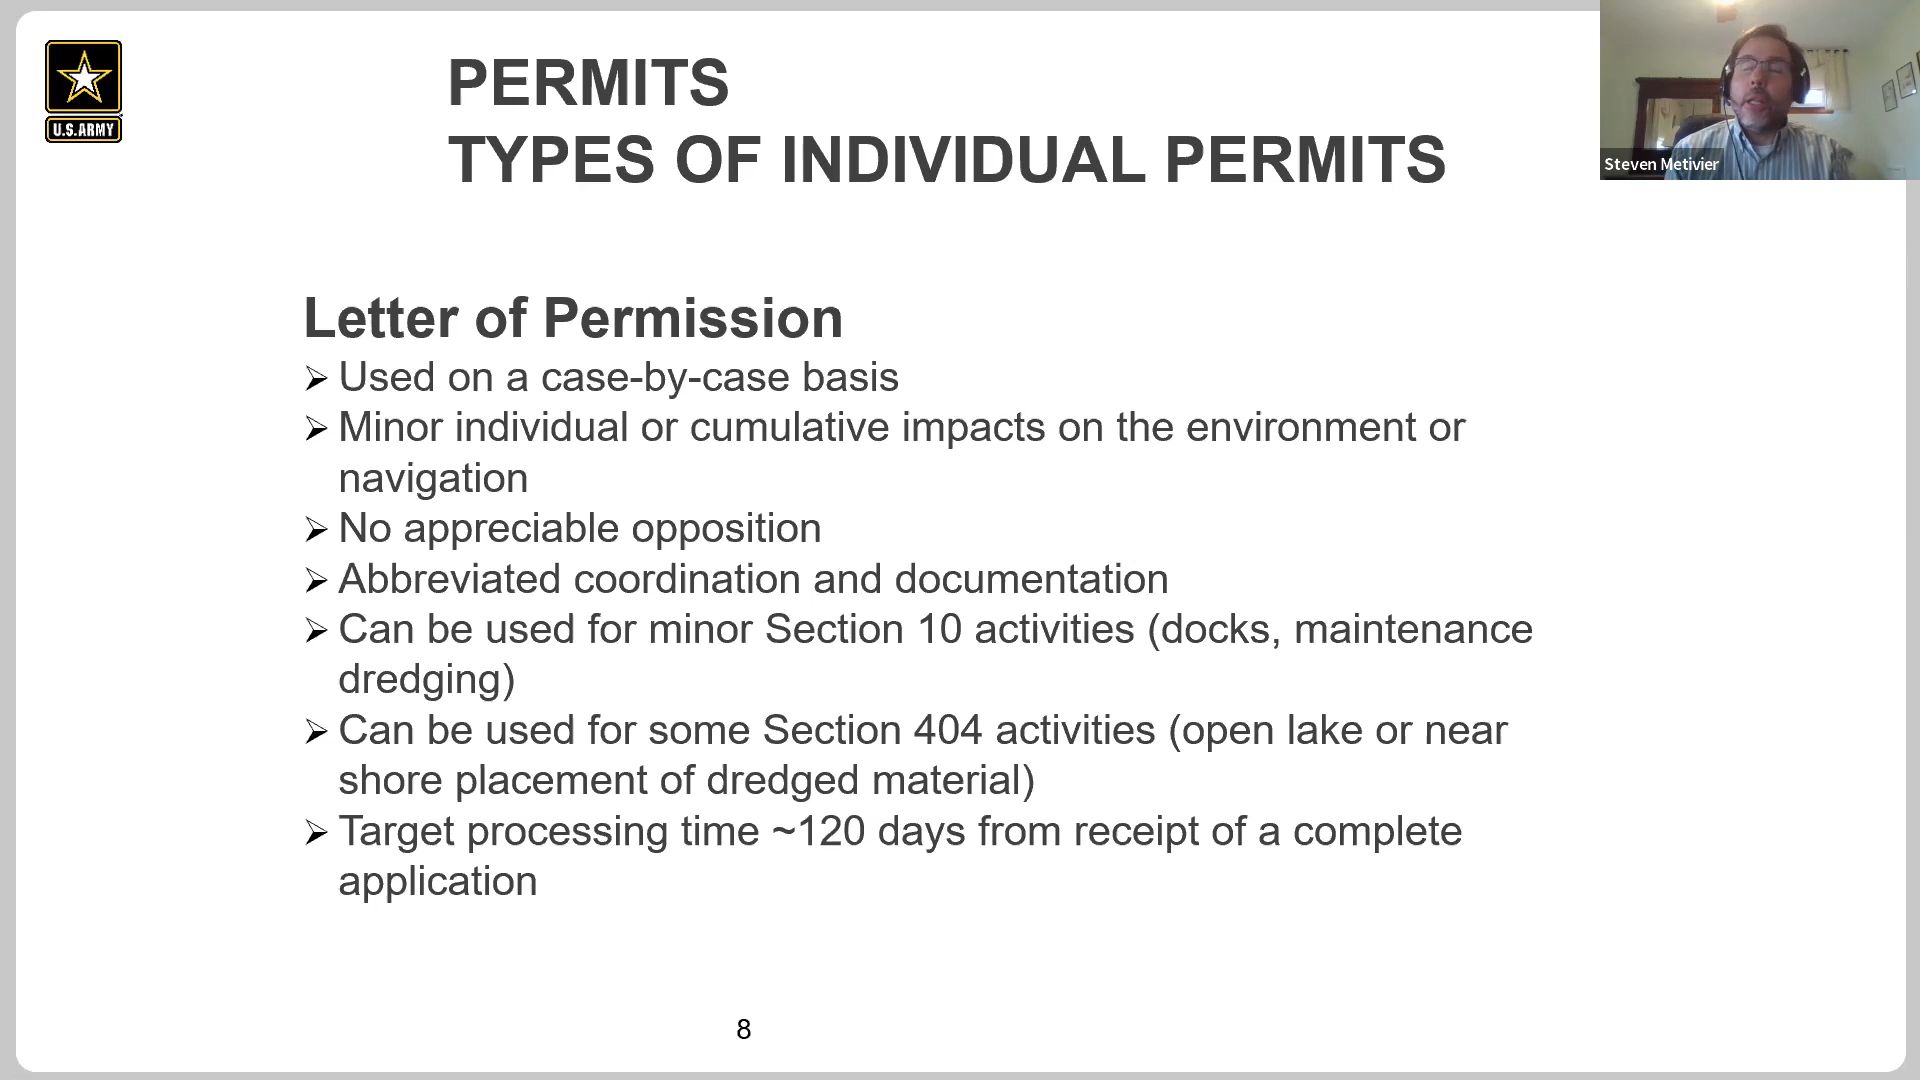 PERMITS
TYPES OF INDIVIDUAL PERMITS
U.S.ARMY
Steven Metivier
Letter of Permission
➢ Used on a case-by-case basis
➢ Minor individual or cumulative impacts on the environment or
navigation
➢ No appreciable opposition
➢ Abbreviated coordination and documentation
➢ Can be used for minor Section 10 activities (docks, maintenance
dredging)
➢ Can be used for some Section 404 activities (open lake or near
shore placement of dredged material)
➢ Target processing time ~120 days from receipt of a complete
application
8